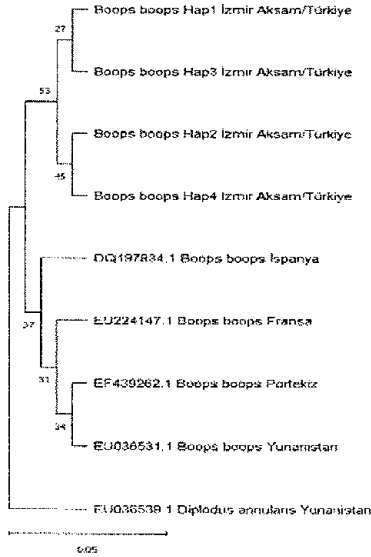 27
Boops boops Hap1 İzmir Aksam/Türkiye
Boops boops Hap3 İzmir Aksam/Türkiye
53
Boops boops Hap2 İzmir Aksam/Türkiye
45
Boops boops Hap4 İzmir Aksam/Türkiye
DQ197834.1 Boops boops İspanya
37
EU224147.1 Boops boops Fransa
31
EF439262.1 Boops boops Portekiz
34
EU036531.1 Boops boops Yunanistan
EU036539.1 Diplodus annularis Yunanistan
0.05